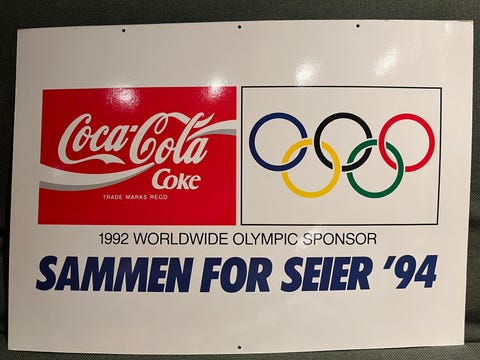 Coca-Cola
Coke
TRADE MARKS REGD
1992 WORLDWIDE OLYMPIC SPONSOR
SAMMEN FOR SEIER '94